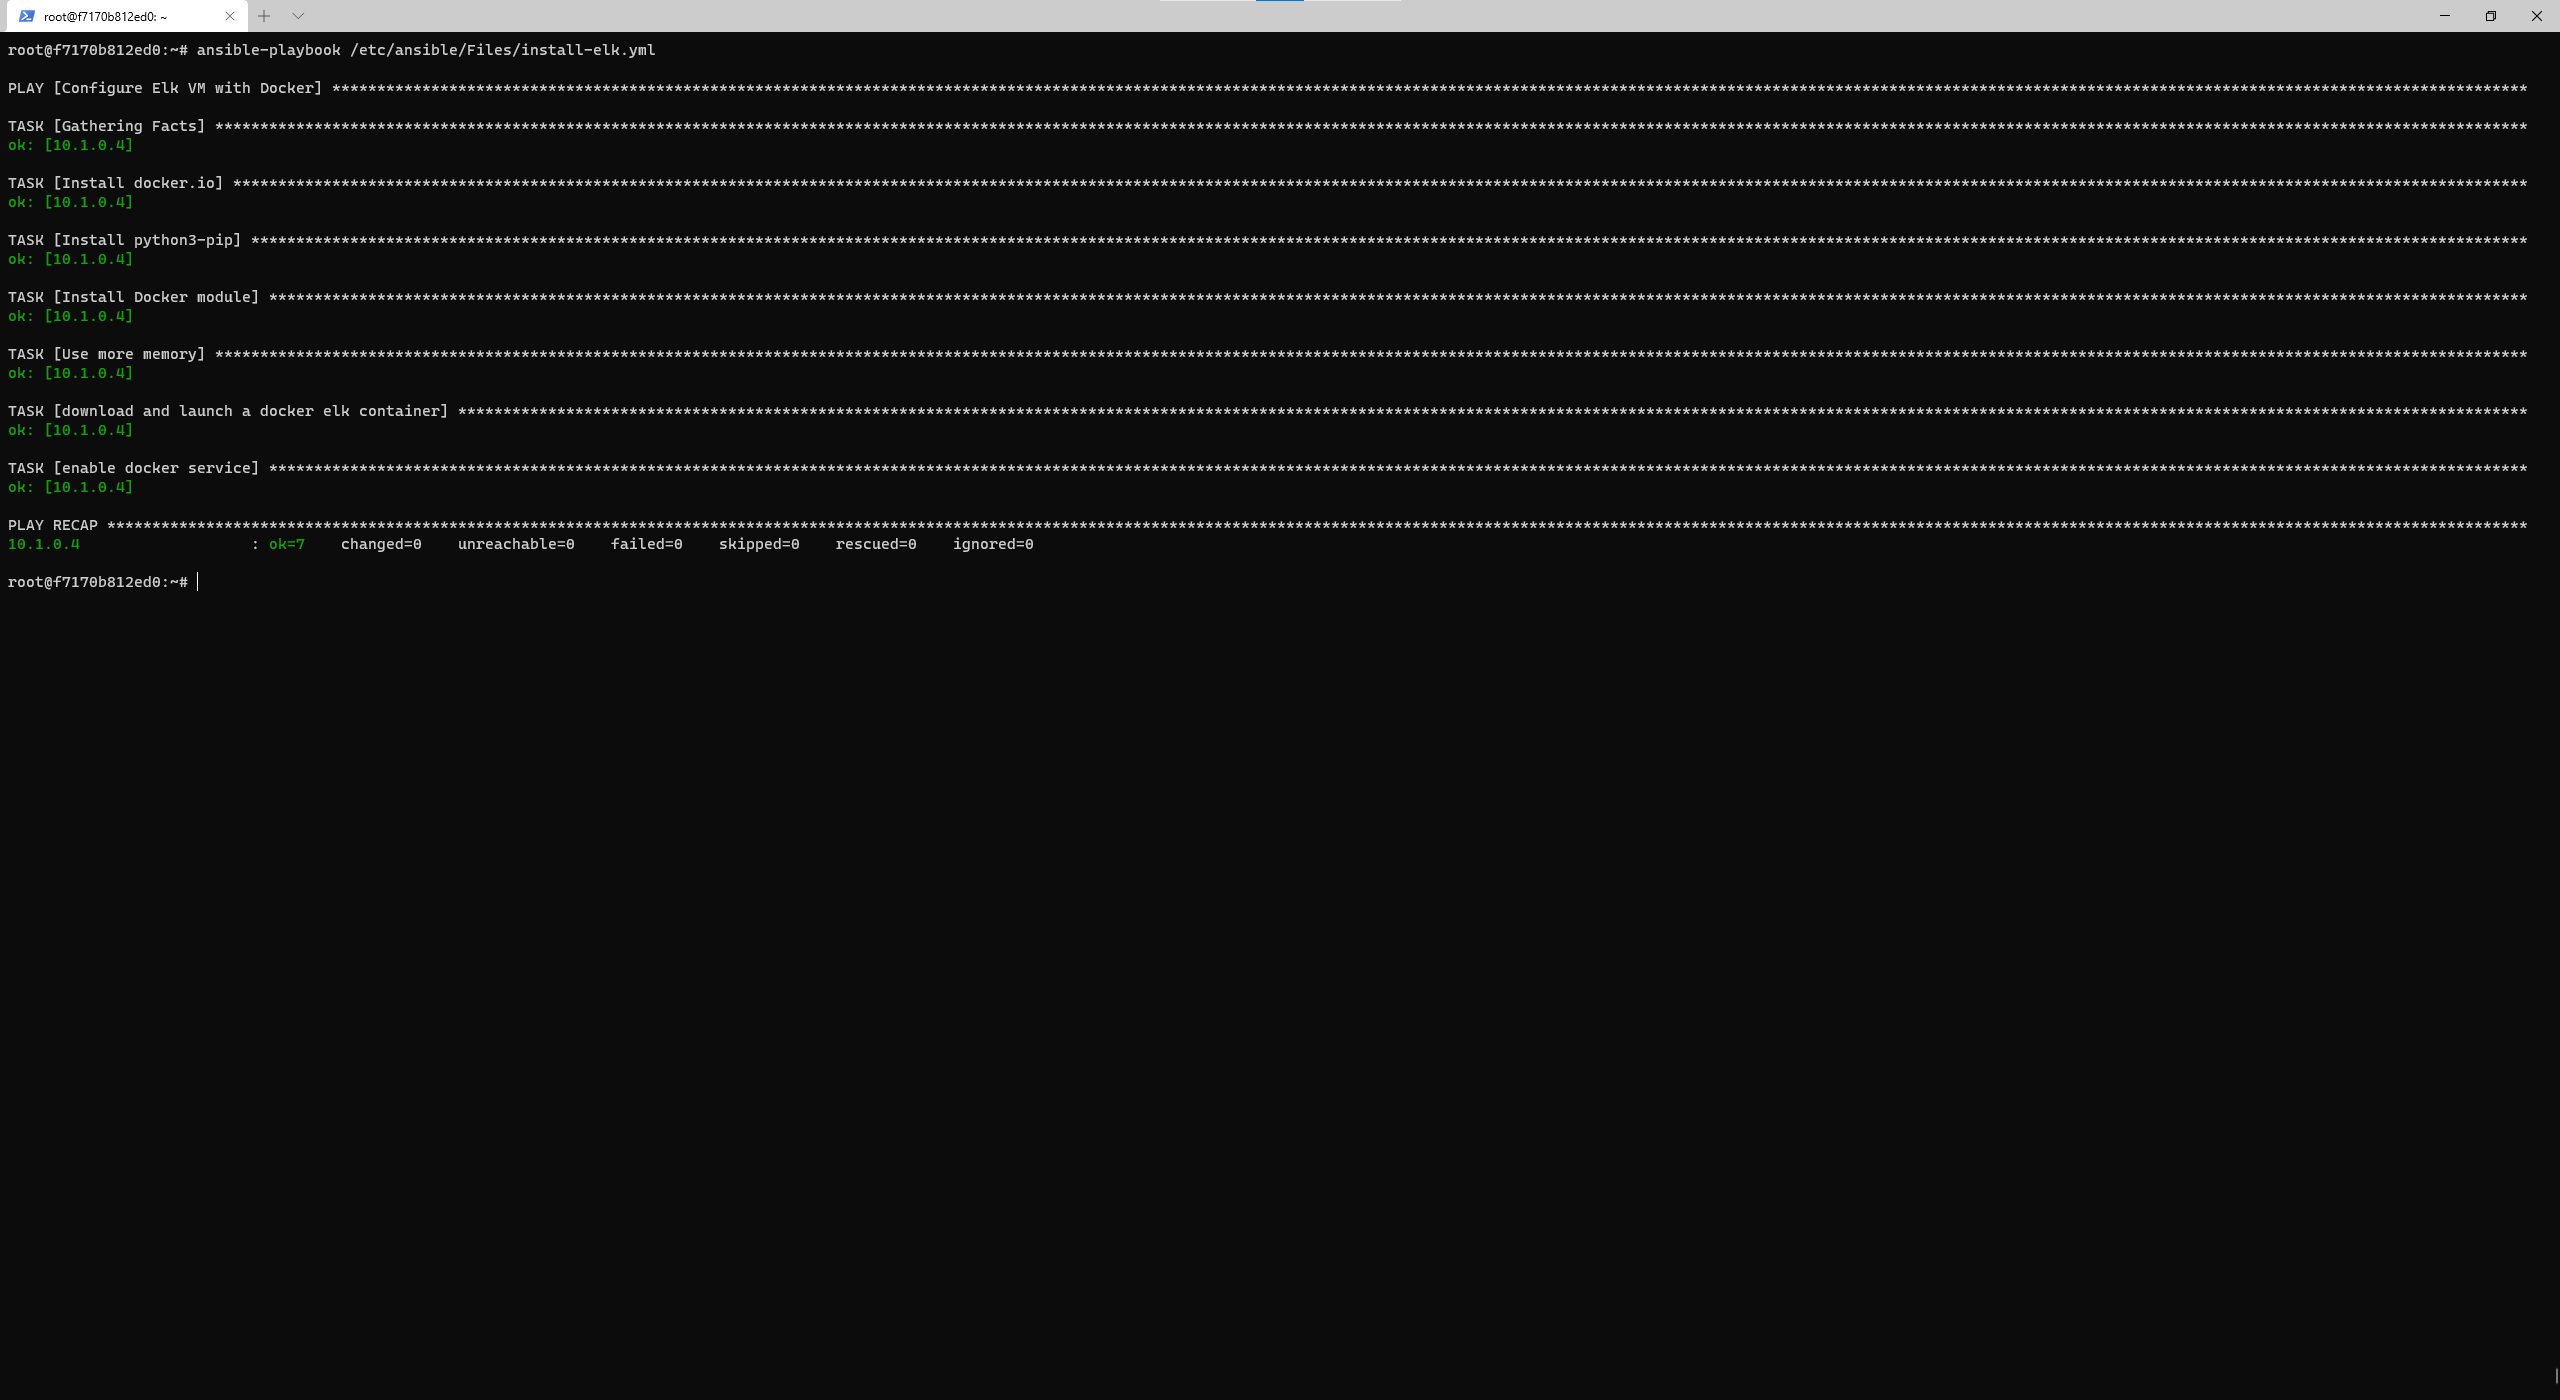 root@f7170b812ed0: ~
root@f7170b812ed0:~# ansible-playbook /etc/ansible/Files/install-elk.yml
PLAY [Configure Elk VM with Docker] ****************************************************************
TASK [Gathering Facts] ****************************************************************
ok: [10.1.0.4]
TASK [Install docker.io] ****************************************************************
ok: [10.1.0.4]
TASK [Install python3-pip] ****************************************************************
ok: [10.1.0.4]
TASK [Install Docker module] ****************************************************************
ok: [10.1.0.4]
TASK [Use more memory] ****************************************************************
ok: [10.1.0.4]
TASK [download and launch a docker elk container] ****************************************************************
ok: [10.1.0.4]
TASK [enable docker service] ****************************************************************
ok: [10.1.0.4]
PLAY RECAP ****************************************************************
10.1.0.4 : ok=7 changed=0 unreachable=0 failed=0 skipped=0 rescued=0 ignored=0
root@f7170b812ed0:~#